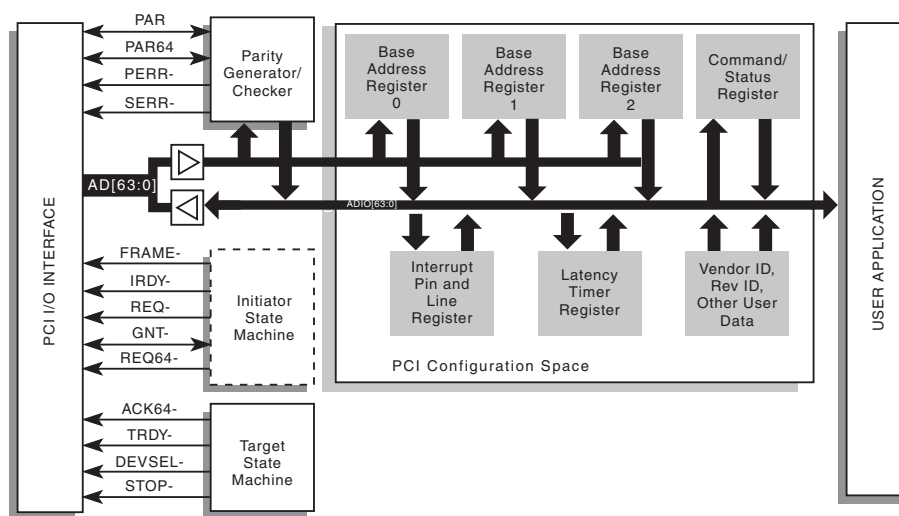 PCI I/O INTERFACE
PAR
PAR64
PERR-
SERR-
Parity
Generator/
Checker
AD[63:0]
FRAME-
IRDY-
REQ-
GNT-
REQ64-
Initiator
State
Machine
ACK64-
TRDY-
DEVSEL-
STOP-
Target
State
Machine
Base
Address
Register
0
Base
Address
Register
1
Base
Address
Register
2
Command/
Status
Register
ADIO[63:0]
Interrupt
Pin and
Line
Register
Latency
Timer
Register
Vendor ID,
Rev ID,
Other User
Data
PCI Configuration Space
USER APPLICATION